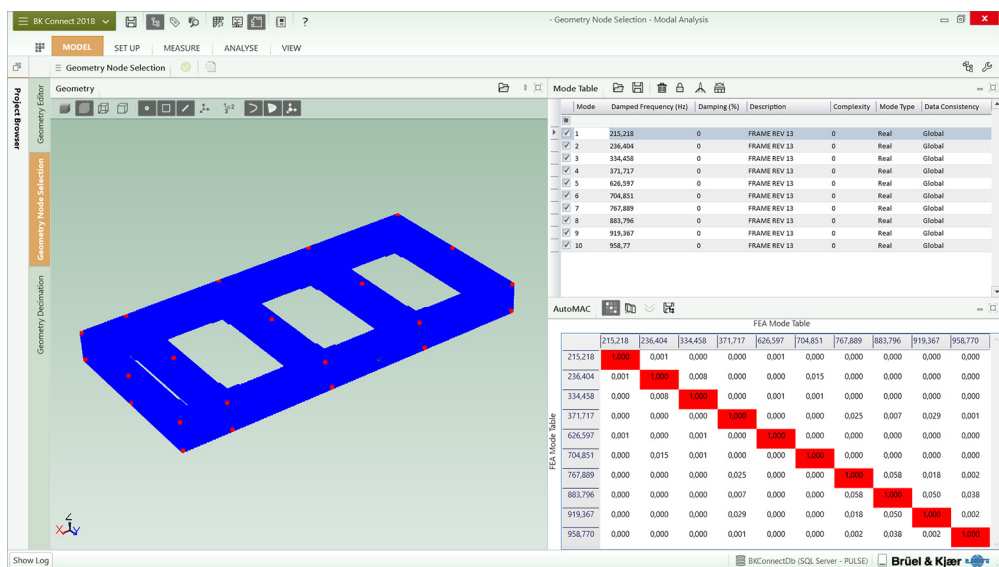 BK Connect 2018
?
- Geometry Node Selection - Modal Analysis
MODEL SET UP MEASURE ANALYSE VIEW
Geometry Node Selection
Project Browser
Geometry Editor
Geometry Node Selection
Geometry Decimation
Geometry
Mode Table
Mode Damped Frequency (Hz) Damping (%) Description Complexity Mode Type Data Consistency
1 215,218 0 FRAME REV 13 0 Real Global
2 236,404 0 FRAME REV 13 0 Real Global
3 334,458 0 FRAME REV 13 0 Real Global
4 371,717 0 FRAME REV 13 0 Real Global
5 626,597 0 FRAME REV 13 0 Real Global
6 704,851 0 FRAME REV 13 0 Real Global
7 767,889 0 FRAME REV 13 0 Real Global
8 883,796 0 FRAME REV 13 0 Real Global
9 919,367 0 FRAME REV 13 0 Real Global
10 958,77 0 FRAME REV 13 0 Real Global
AutoMAC
FEA Mode Table
215,218 236,404 334,458 371,717 626,597 704,851 767,889 883,796 919,367 958,770
FEA Mode Table
215,218 1,000 0,001 0,000 0,000 0,001 0,000 0,000 0,000 0,000 0,000
236,404 0,001 1,000 0,008 0,000 0,000 0,015 0,000 0,000 0,000 0,000
334,458 0,000 0,008 1,000 0,000 0,001 0,001 0,000 0,000 0,000 0,000
371,717 0,000 0,000 0,000 1,000 0,000 0,000 0,025 0,007 0,029 0,001
626,597 0,001 0,000 0,001 0,000 1,000 0,000 0,000 0,000 0,000 0,000
704,851 0,000 0,015 0,001 0,000 0,000 1,000 0,000 0,000 0,000 0,000
767,889 0,000 0,000 0,000 0,025 0,000 0,000 1,000 0,058 0,018 0,002
883,796 0,000 0,000 0,000 0,007 0,000 0,000 0,058 1,000 0,050 0,038
919,367 0,000 0,000 0,000 0,029 0,000 0,000 0,018 0,050 1,000 0,002
958,770 0,000 0,000 0,000 0,001 0,000 0,000 0,002 0,038 0,002 1,000
Z
X Y
Show Log
BKConnectDb (SQL Server - PULSE)
Brüel & Kjær